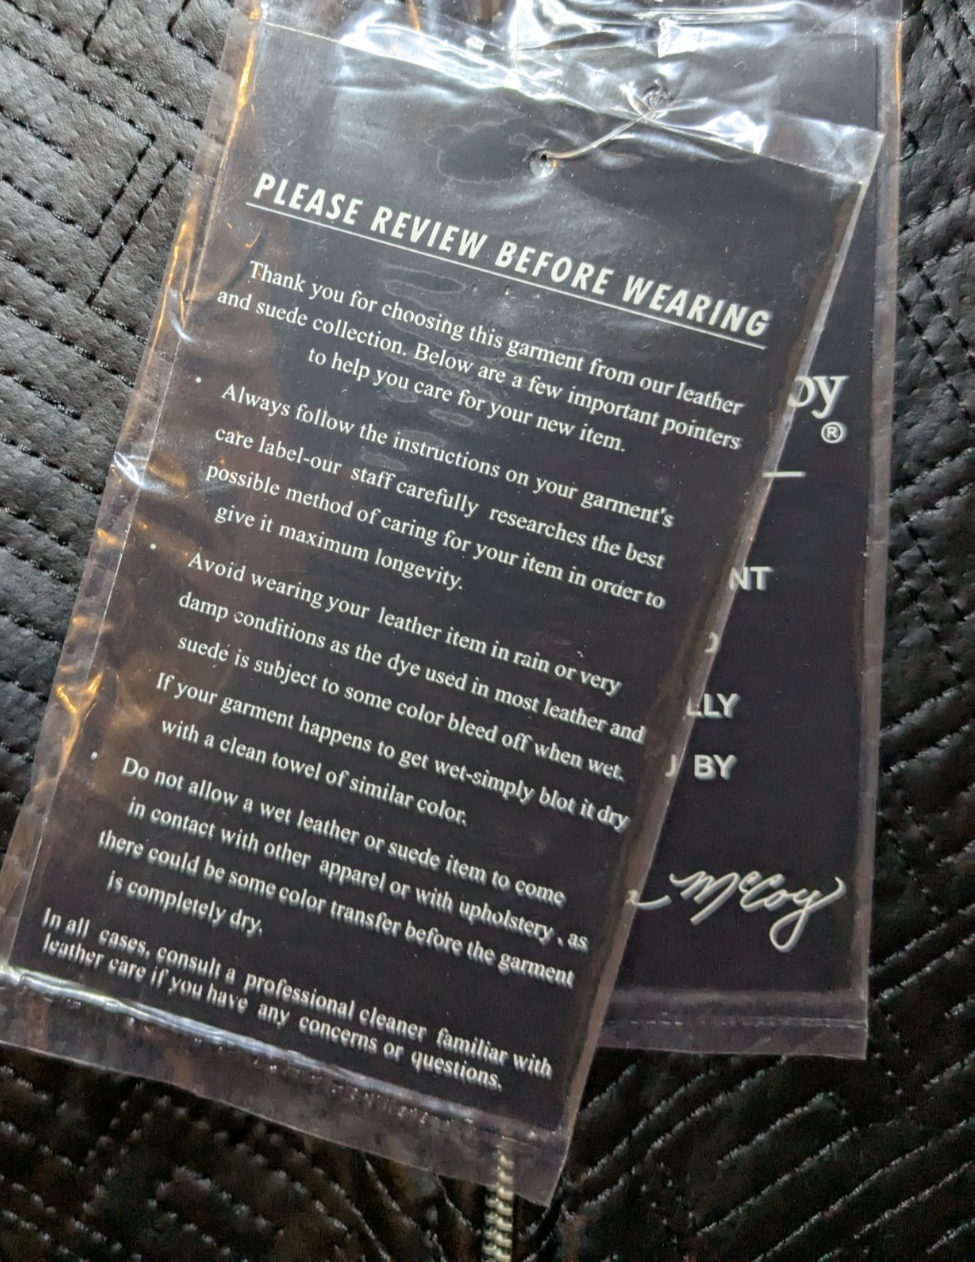 PLEASE REVIEW BEFORE WEARING
Thank you for choosing this garment from our leather
and suede collection. Below are a few important pointers
to help you care for your new item.
• Always follow the instructions on your garment's
care label-our staff carefully researches the best
possible method of caring for your item in order to
give it maximum longevity.
• Avoid wearing your leather item in rain or very
damp conditions as the dye used in most leather and
suede is subject to some color bleed off when wet.
If your garment happens to get wet-simply blot it dry
with a clean towel of similar color.
• Do not allow a wet leather or suede item to come
in contact with other apparel or with upholstery , as
there could be some color transfer before the garment
is completely dry.
In all cases, consult a professional cleaner familiar with
leather care if you have any concerns or questions.
oy
®
NT
LLY
BY
McCoy